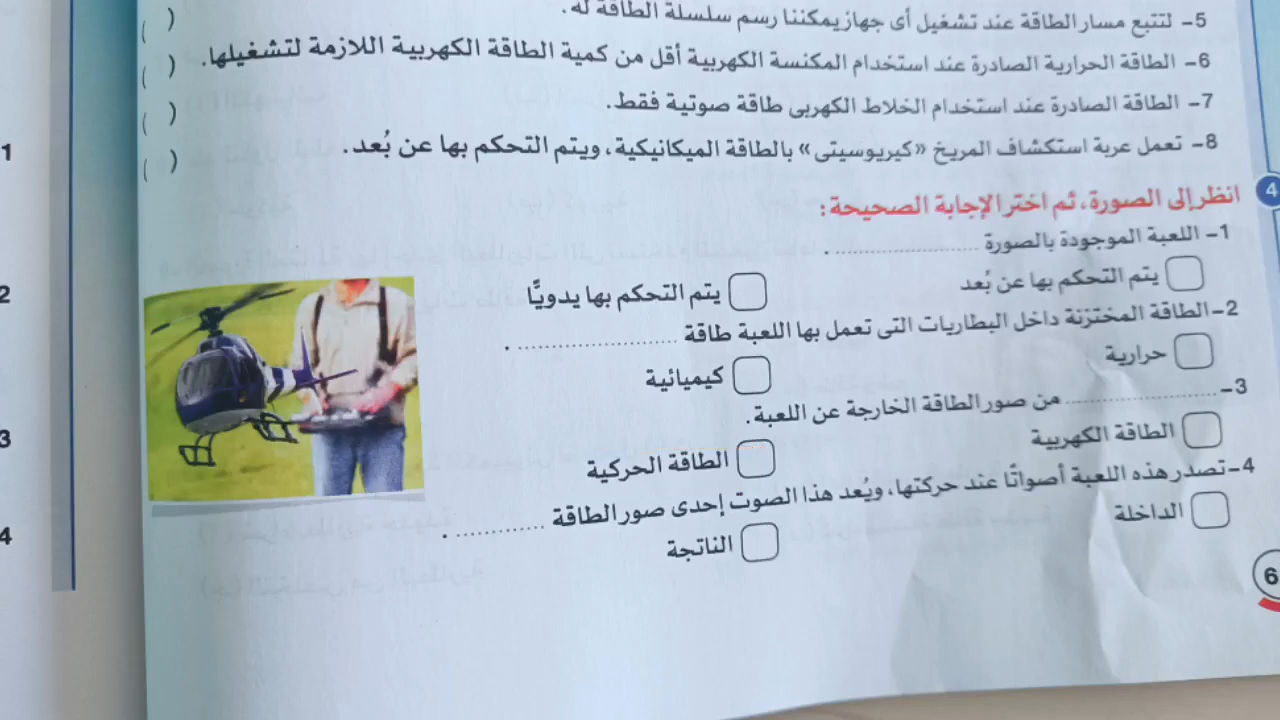 5- لتتبع مسار الطاقة عند تشغيل أى جهاز يمكننا رسم سلسلة الطاقة له. ( )
6- الطاقة الحرارية الصادرة عند استخدام المكنسة الكهربية أقل من كمية الطاقة الكهربية اللازمة لتشغيلها. ( )
7- الطاقة الصادرة عند استخدام الخلاط الكهربى طاقة صوتية فقط. ( )
8- تعمل عربة استكشاف المريخ «كيريوسيتى» بالطاقة الميكانيكية، ويتم التحكم بها عن بُعد. ( )
4 انظر إلى الصورة، ثم اختر الإجابة الصحيحة:
1- اللعبة الموجودة بالصورة ..................... .
يتم التحكم بها عن بُعد يتم التحكم بها يدويًّا
2- الطاقة المختزنة داخل البطاريات التى تعمل بها اللعبة طاقة ..................... .
حرارية كيميائية
3- ..................... من صور الطاقة الخارجة عن اللعبة.
الطاقة الكهربية الطاقة الحركية
4- تصدر هذه اللعبة أصواتًا عند حركتها، ويُعد هذا الصوت إحدى صور الطاقة ............ .
الداخلة الناتجة
6
1
2
3
4